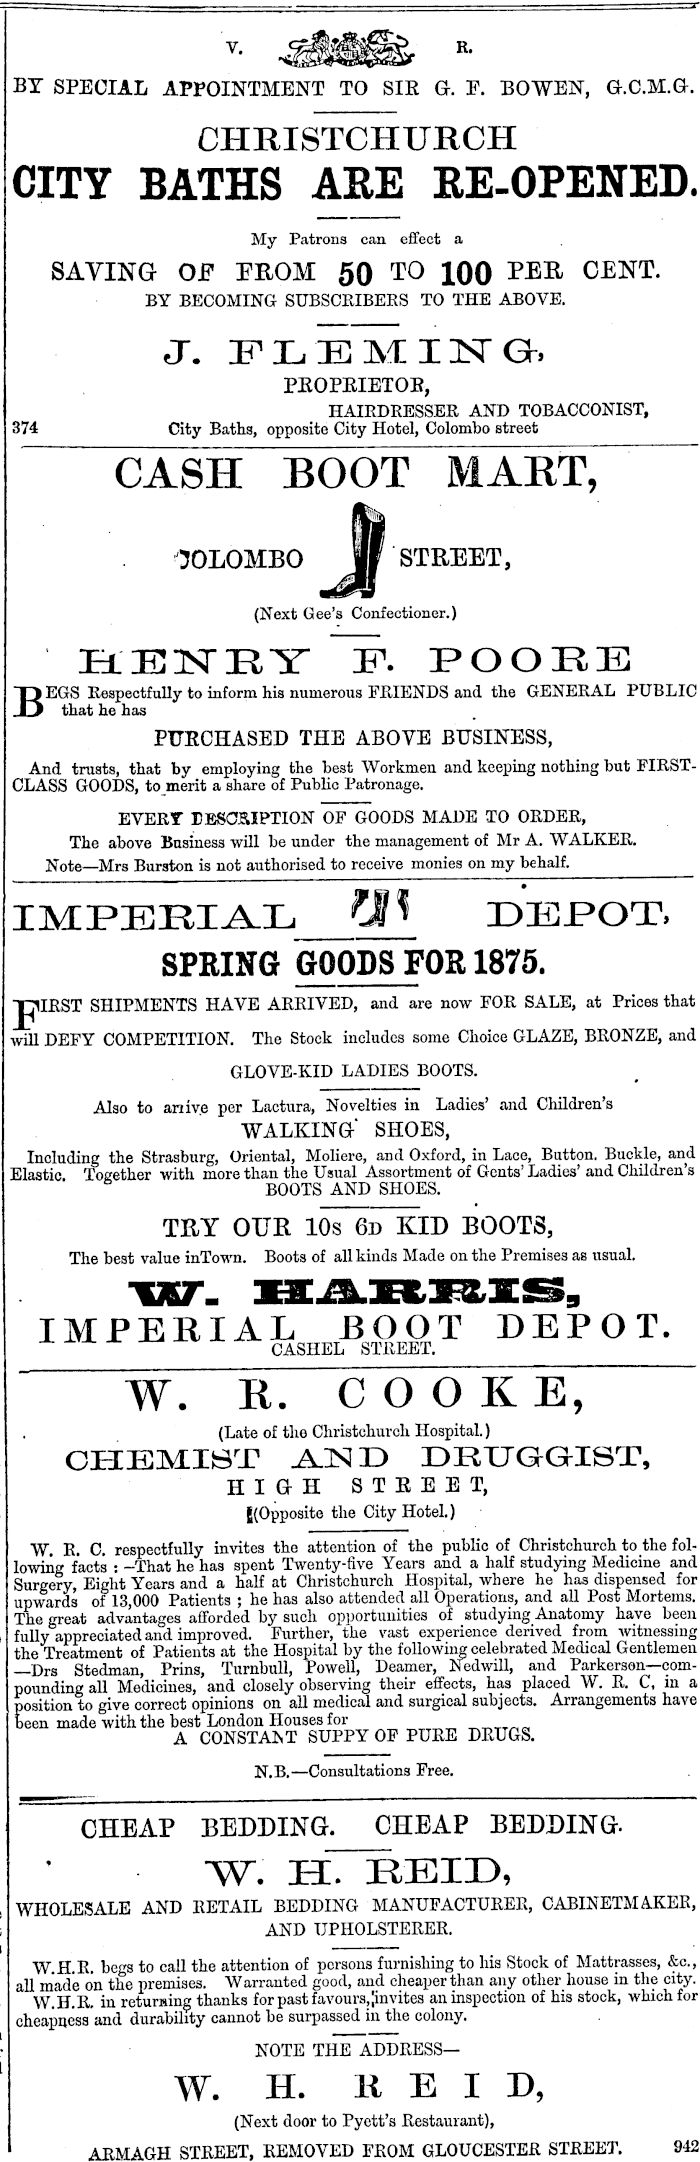 V. R.
BY SPECIAL APPOINTMENT TO SIR G. F. BOWEN, G.C.M.G.
CHRISTCHURCH
CITY BATHS ARE RE-OPENED.
My Patrons can effect a
SAVING OF FROM 50 TO 100 PER CENT.
BY BECOMING SUBSCRIBERS TO THE ABOVE.
J. FLEMING,
PROPRIETOR,
HAIRDRESSER AND TOBACCONIST,
374 City Baths, opposite City Hotel, Colombo street
CASH BOOT MART,
COLOMBO STREET,
(Next Gee's Confectioner.)
HENRY F. POORE
BEGS Respectfully to inform his numerous FRIENDS and the GENERAL PUBLIC
that he has
PURCHASED THE ABOVE BUSINESS,
And trusts, that by employing the best Workmen and keeping nothing but FIRST-
CLASS GOODS, to merit a share of Public Patronage.
EVERY DESCRIPTION OF GOODS MADE TO ORDER,
The above Business will be under the management of Mr A. WALKER.
Note—Mrs Burston is not authorised to receive monies on my behalf.
IMPERIAL DEPOT,
SPRING GOODS FOR 1875.
FIRST SHIPMENTS HAVE ARRIVED, and are now FOR SALE, at Prices that
will DEFY COMPETITION. The Stock includes some Choice GLAZE, BRONZE, and
GLOVE-KID LADIES BOOTS.
Also to arrive per Lactura, Novelties in Ladies' and Children's
WALKING SHOES,
Including the Strasburg, Oriental, Moliere, and Oxford, in Lace, Button. Buckle, and
Elastic. Together with more than the Usual Assortment of Gents' Ladies' and Children's
BOOTS AND SHOES.
TRY OUR 10s 6D KID BOOTS,
The best value inTown. Boots of all kinds Made on the Premises as usual.
W. HARRIS,
IMPERIAL BOOT DEPOT.
CASHEL STREET.
W. R. COOKE,
(Late of the Christchurch Hospital.)
CHEMIST AND DRUGGIST,
HIGH STREET,
(Opposite the City Hotel.)
W. R. C. respectfully invites the attention of the public of Christchurch to the fol-
lowing facts : —That he has spent Twenty-five Years and a half studying Medicine and
Surgery, Eight Years and a half at Christchurch Hospital, where he has dispensed for
upwards of 13,000 Patients ; he has also attended all Operations, and all Post Mortems.
The great advantages afforded by such opportunities of studying Anatomy have been
fully appreciated and improved. Further, the vast experience derived from witnessing
the Treatment of Patients at the Hospital by the following celebrated Medical Gentlemen
—Drs Stedman, Prins, Turnbull, Powell, Deamer, Nedwill, and Parkerson—com-
pounding all Medicines, and closely observing their effects, has placed W. R. C, in a
position to give correct opinions on all medical and surgical subjects. Arrangements have
been made with the best London Houses for
A CONSTANT SUPPY OF PURE DRUGS.
N.B.—Consultations Free.
CHEAP BEDDING. CHEAP BEDDING.
W. H. REID,
WHOLESALE AND RETAIL BEDDING MANUFACTURER, CABINETMAKER,
AND UPHOLSTERER.
W.H.R. begs to call the attention of persons furnishing to his Stock of Mattrasses, &c.,
all made on the premises. Warranted good, and cheaper than any other house in the city.
W.H.R. in returning thanks for past favours, invites an inspection of his stock, which for
cheapness and durability cannot be surpassed in the colony.
NOTE THE ADDRESS—
W. H. REID,
(Next door to Pyett's Restaurant),
ARMAGH STREET, REMOVED FROM GLOUCESTER STREET. 942